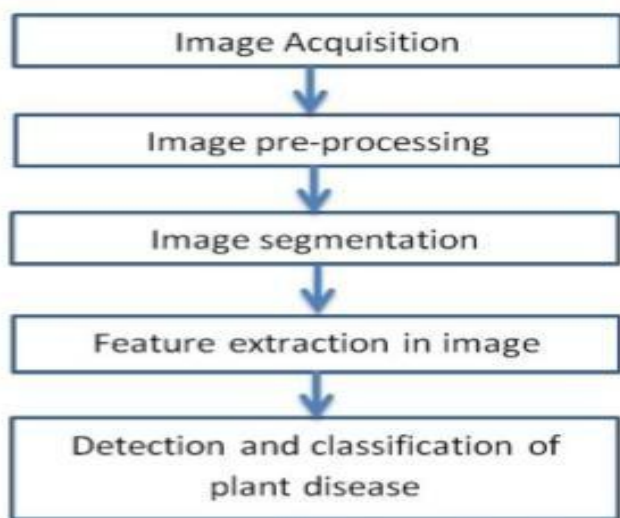 Image Acquisition
Image pre-processing
Image segmentation
Feature extraction in image
Detection and classification of
plant disease